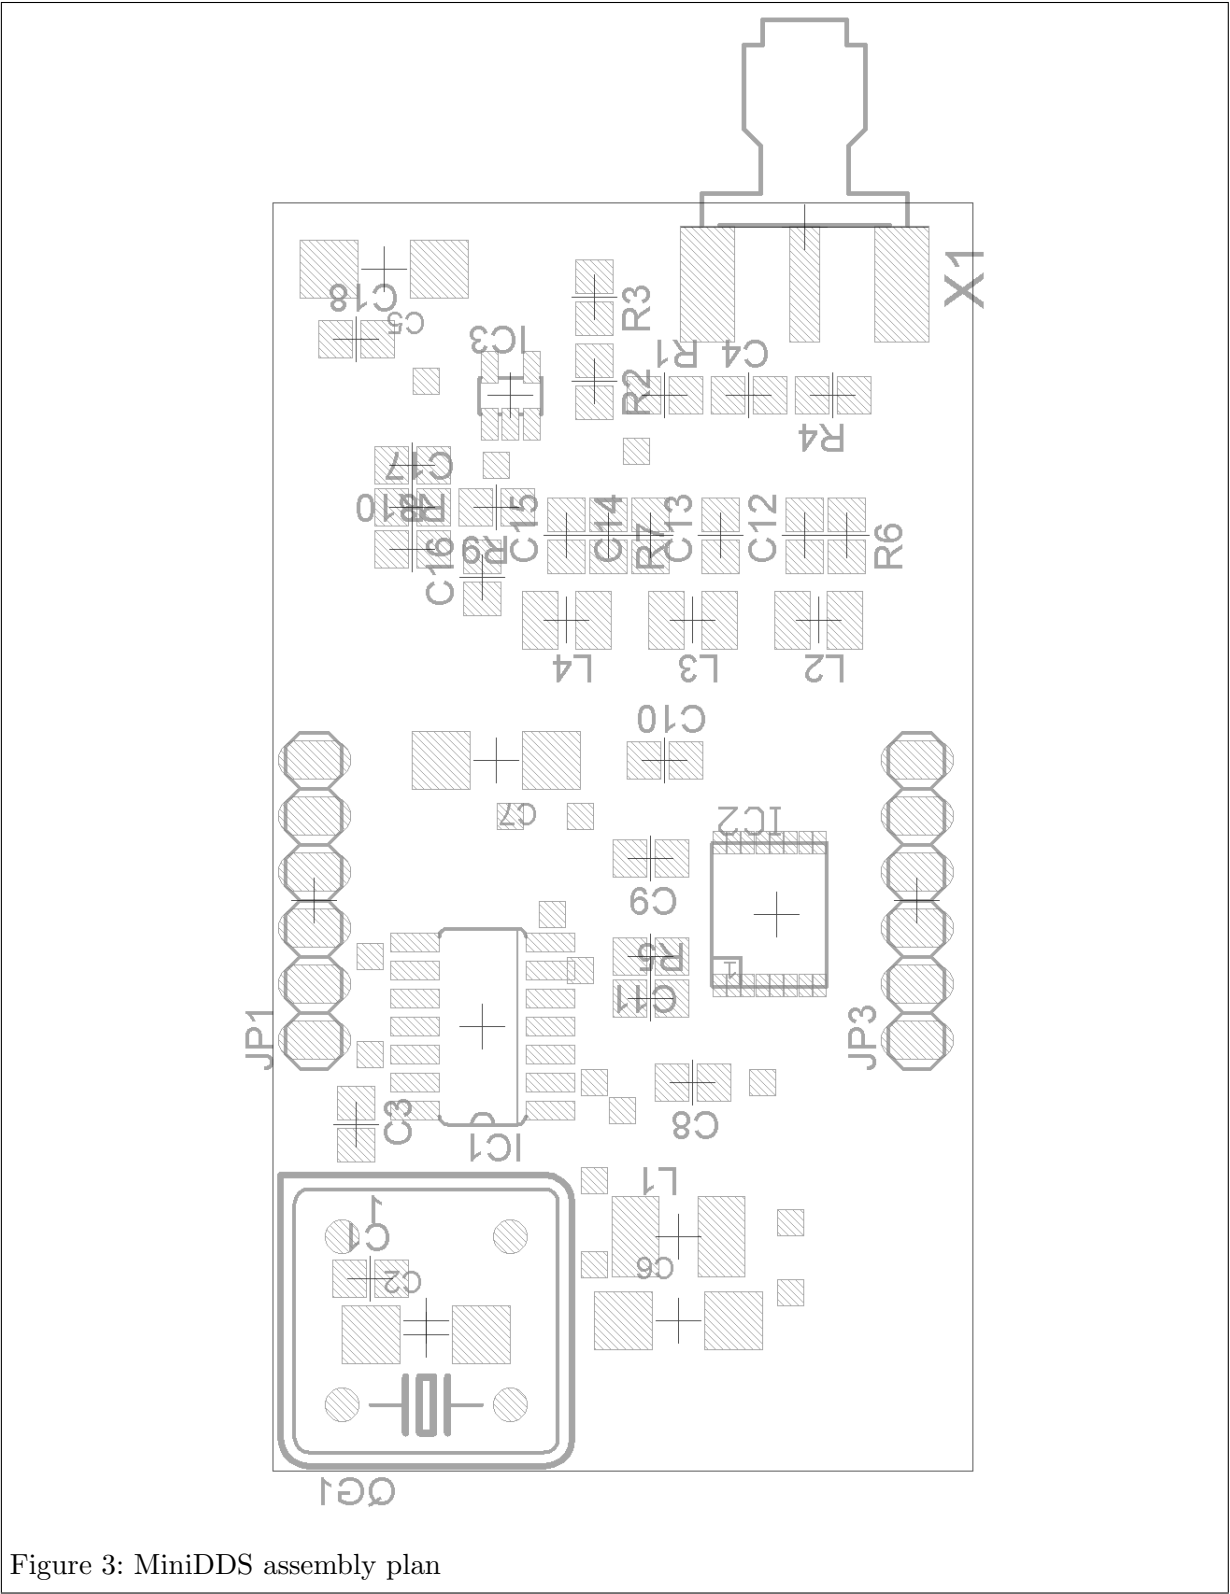 X1
C18
C5
R3
IC3
R1
C4
R2
R4
C17
R10
R8
C15
C14
C13
C12
R7
R6
R9
C16
L4
L3
L2
C10
C7
IC2
C9
R5
1
C11
JP1
JP3
C3
C8
IC1
L1
1
C1
C6
C2
QG1
Figure 3: MiniDDS assembly plan